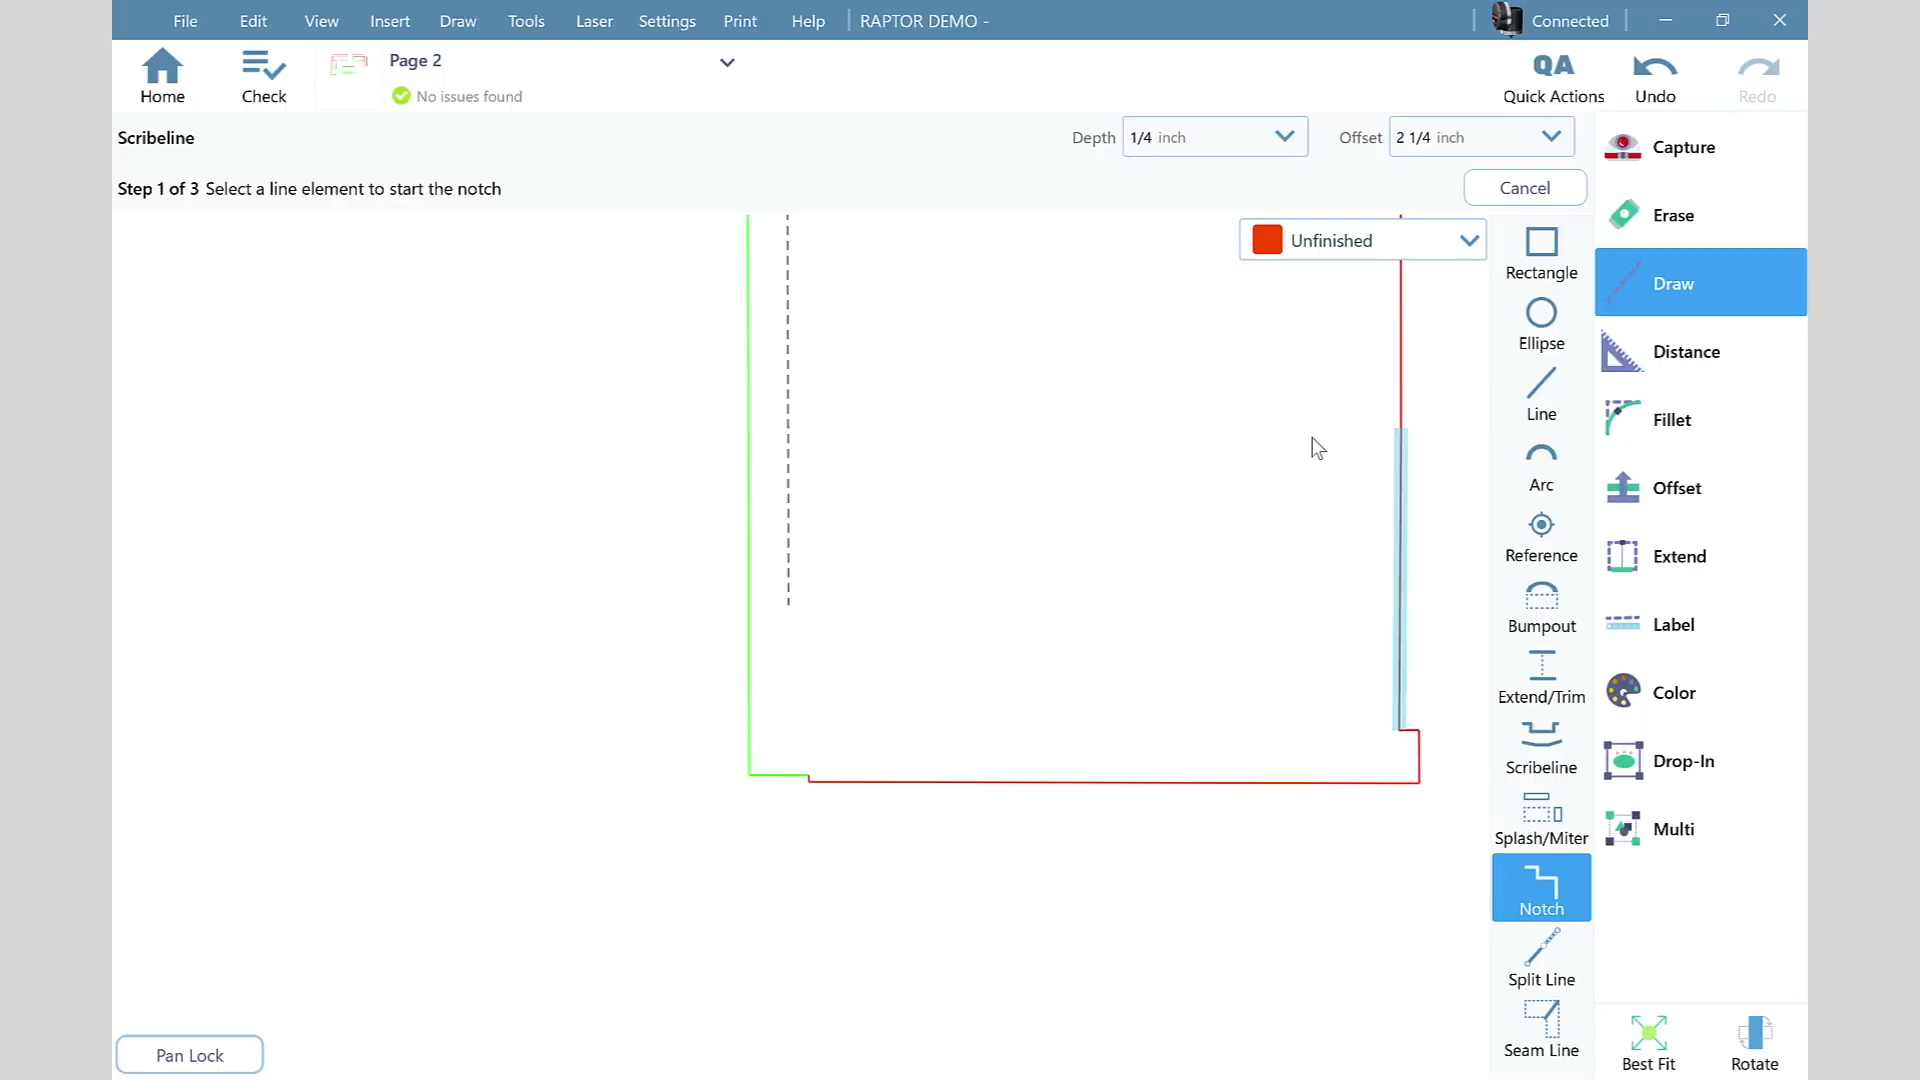 File Edit View Insert Draw Tools Laser Settings Print Help RAPTOR DEMO - Connected
Home Check Page 2 QA
No issues found Quick Actions Undo Redo
Scribeline Depth 1/4 inch Offset 2 1/4 inch
Step 1 of 3 Select a line element to start the notch Cancel
Unfinished
Rectangle
Ellipse
Line
Arc
Reference
Bumpout
Extend/Trim
Scribeline
Splash/Miter
Notch
Split Line
Seam Line
Capture
Erase
Draw
Distance
Fillet
Offset
Extend
Label
Color
Drop-In
Multi
Pan Lock Best Fit Rotate